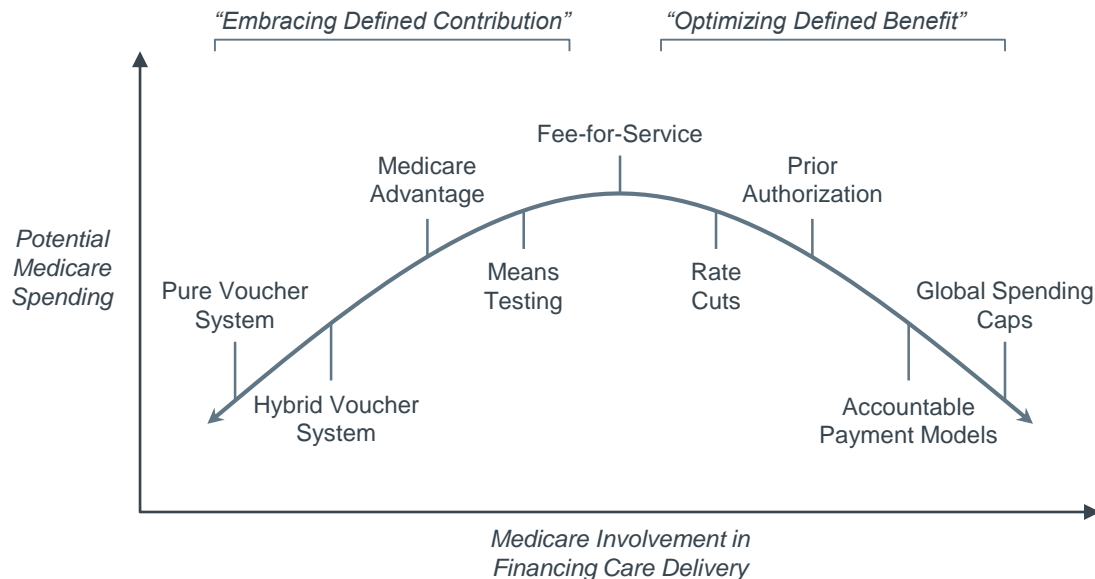 “Embracing Defined Contribution”
“Optimizing Defined Benefit”
Fee-for-Service
Medicare
Advantage
Prior
Authorization
Potential
Medicare
Spending
Means
Testing
Rate
Cuts
Pure Voucher
System
Global Spending
Caps
Hybrid Voucher
System
Accountable
Payment Models
Medicare Involvement in
Financing Care Delivery